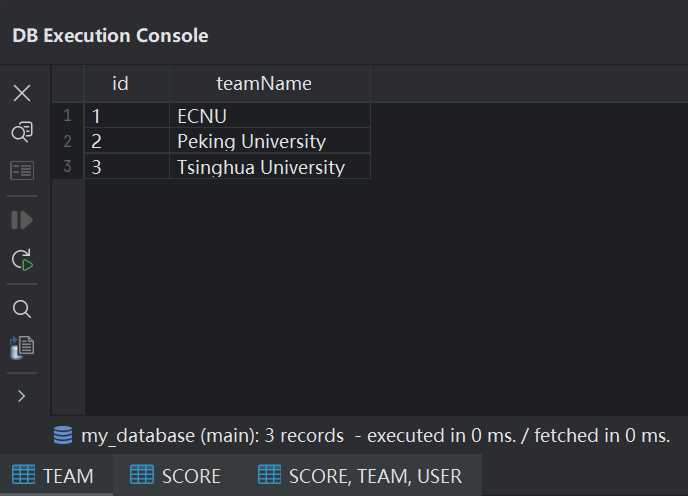 DB Execution Console
id teamName
1 1 ECNU
2 2 Peking University
3 3 Tsinghua University
my_database (main): 3 records - executed in 0 ms. / fetched in 0 ms.
TEAM SCORE SCORE, TEAM, USER